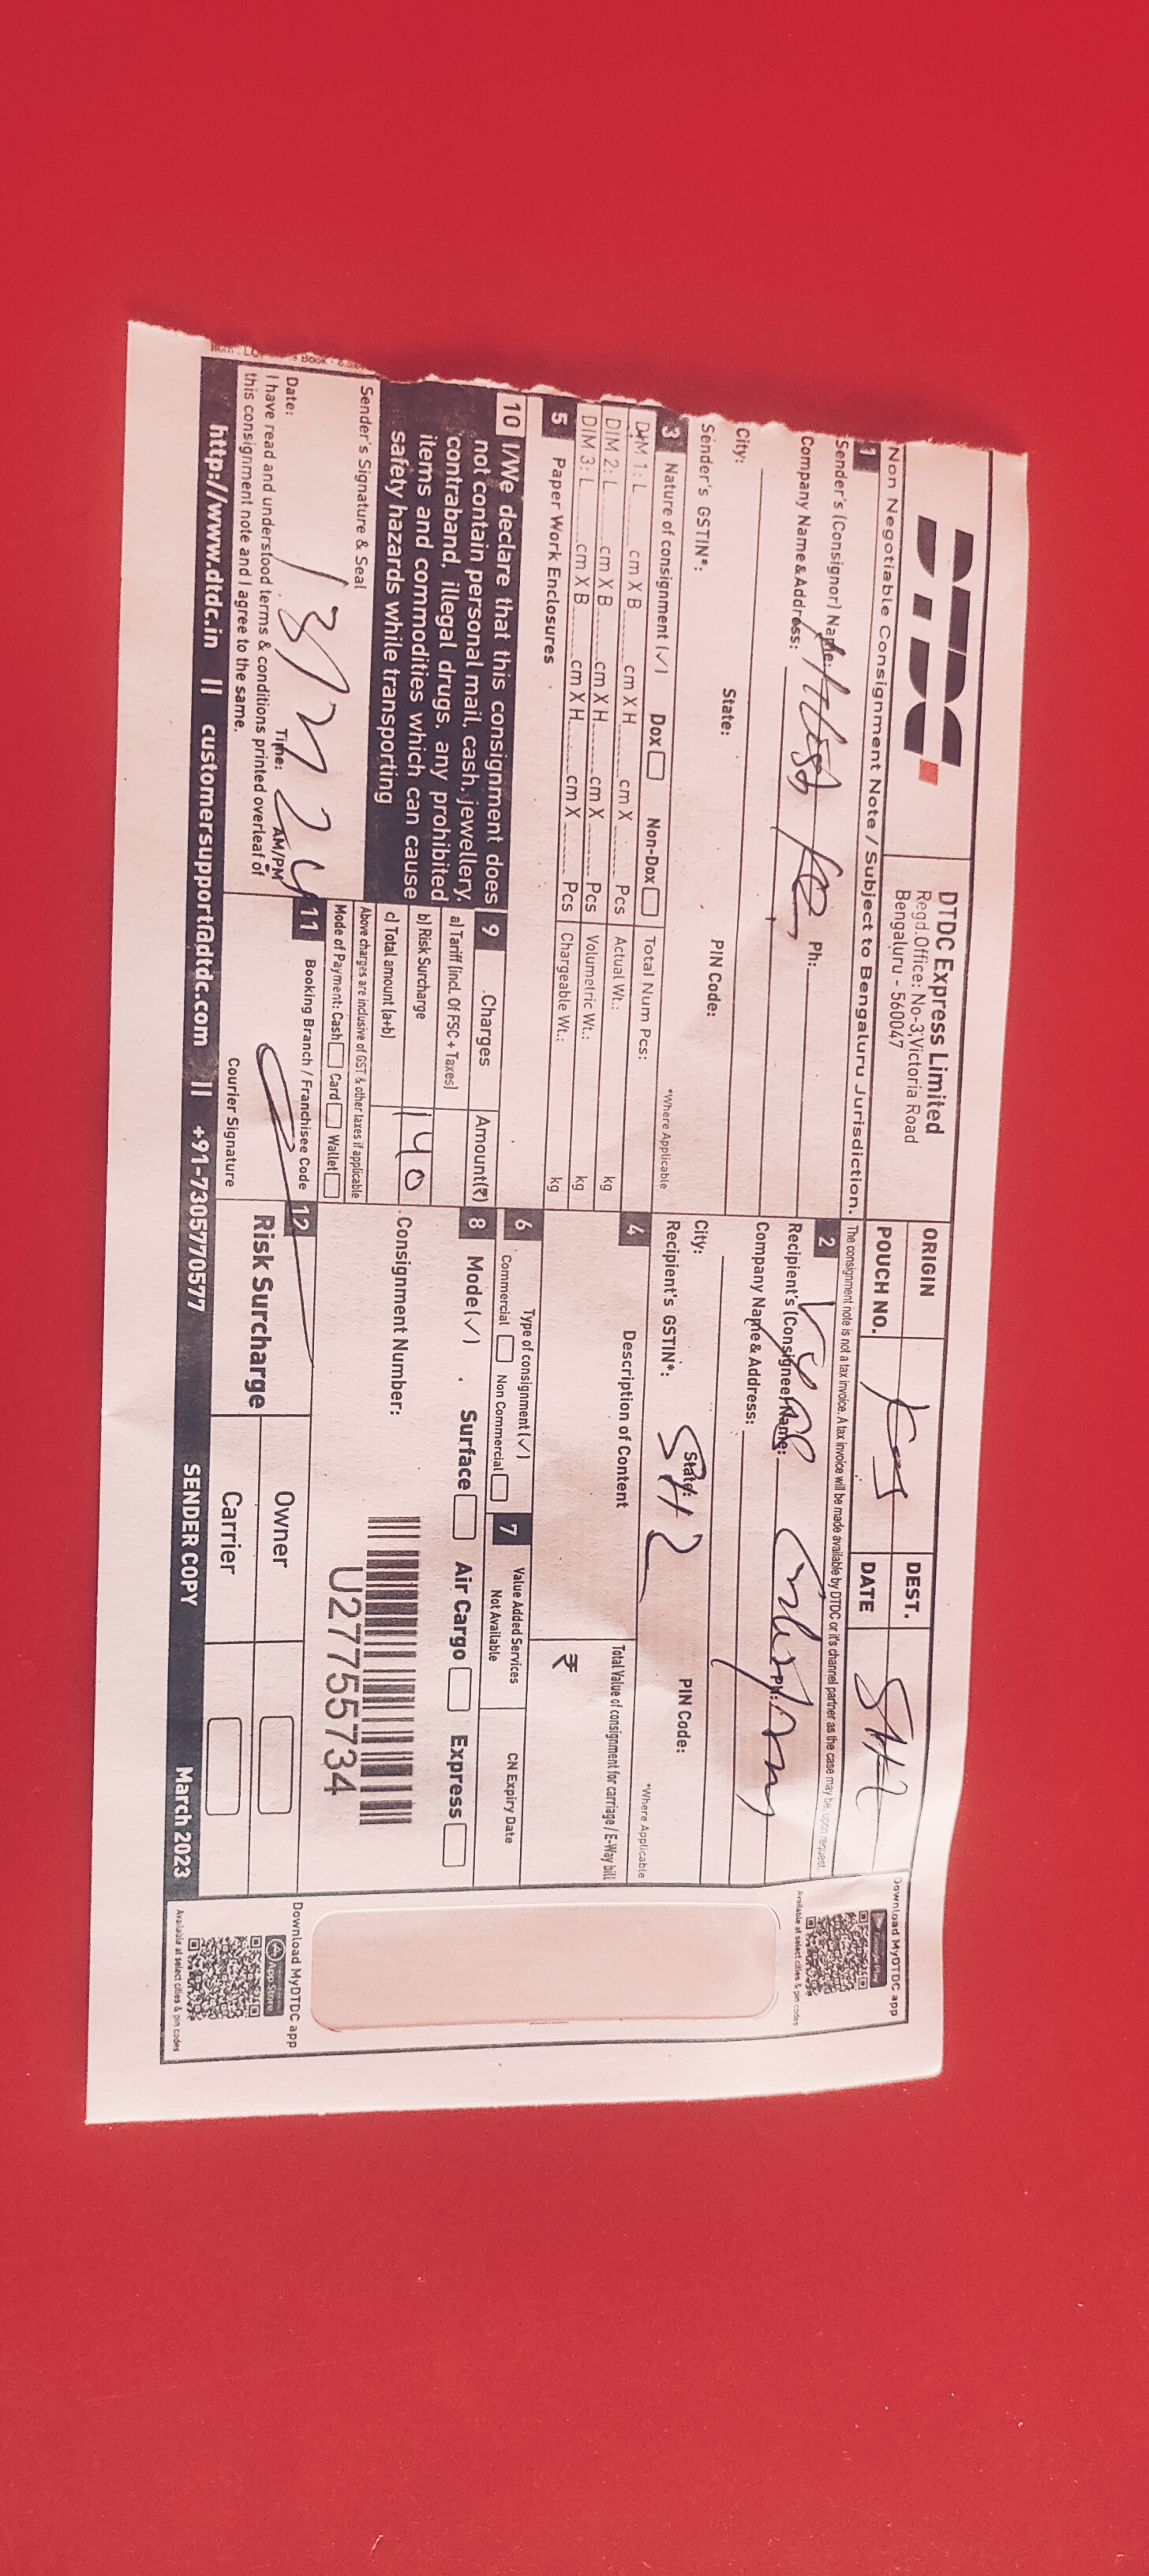 DTDC
DTDC Express Limited
Regd.Office: No-3,Victoria Road
Bengaluru - 560047
ORIGIN
DEST.
POUCH NO.
DATE
Download MyDTDC app
Google Play
Available at select cities & pin codes
Non Negotiable Consignment Note / Subject to Bengaluru Jurisdiction.
The consignment note is not a tax invoice. A tax invoice will be made available by DTDC or it's channel partner as the case may be, upon request.
1
Sender's (Consignor) Name:
Ph:
Company Name & Address:
City:
State:
PIN Code:
Sender's GSTIN*:
*Where Applicable
2
Recipient's (Consignee) Name:
Ph:
Company Name & Address:
City:
State:
PIN Code:
Recipient's GSTIN*:
*Where Applicable
3 Nature of consignment (✓) Dox Non-Dox
Total Num Pcs:
DIM 1: L cm X B cm X H cm X Pcs
Actual Wt.: kg
DIM 2: L cm X B cm X H cm X Pcs
Volumetric Wt.: kg
DIM 3: L cm X B cm X H cm X Pcs
Chargeable Wt.: kg
4 Description of Content
Total Value of consignment for carriage / E-Way bill
₹
5 Paper Work Enclosures
6 Type of consignment (✓)
Commercial Non Commercial
7 Value Added Services
Not Available
CN Expiry Date
10 I/We declare that this consignment does
not contain personal mail, cash, jewellery,
contraband, illegal drugs, any prohibited
items and commodities which can cause
safety hazards while transporting
9 Charges Amount(₹)
a) Tariff (incl. Of FSC + Taxes)
b) Risk Surcharge
c) Total amount (a+b)
140
Above charges are inclusive of GST & other taxes if applicable
Mode of Payment: Cash Card Wallet
8 Mode (✓) Surface Air Cargo Express
Consignment Number:
U27755734
Sender's Signature & Seal
Date:
Time: AM/PM
I have read and understood terms & conditions printed overleaf of
this consignment note and I agree to the same.
11 Booking Branch / Franchisee Code
Courier Signature
12
Risk Surcharge
Owner
Carrier
Download MyDTDC app
App Store
Available at select cities & pin codes
http://www.dtdc.in || customersupport@dtdc.com || +91-7305770577
SENDER COPY
March 2023